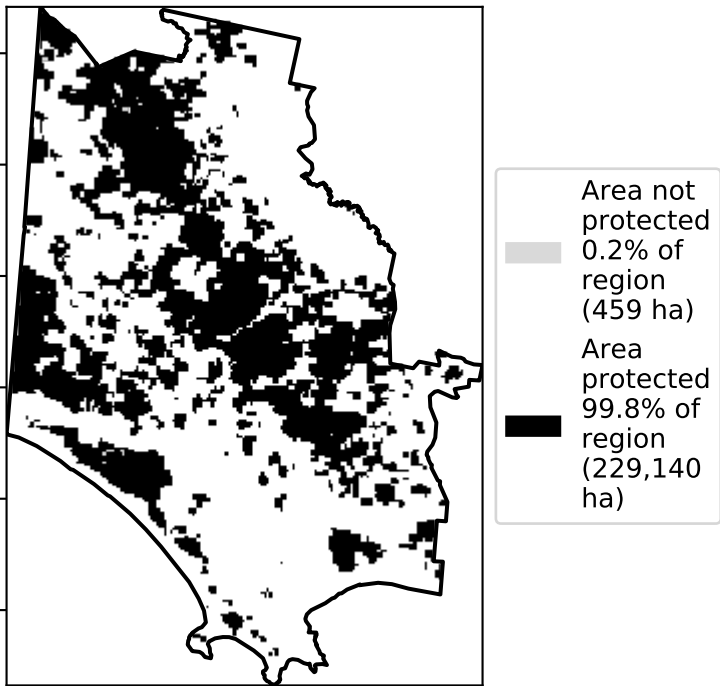 Area not
protected
0.2% of
region
(459 ha)
Area
protected
99.8% of
region
(229,140
ha)